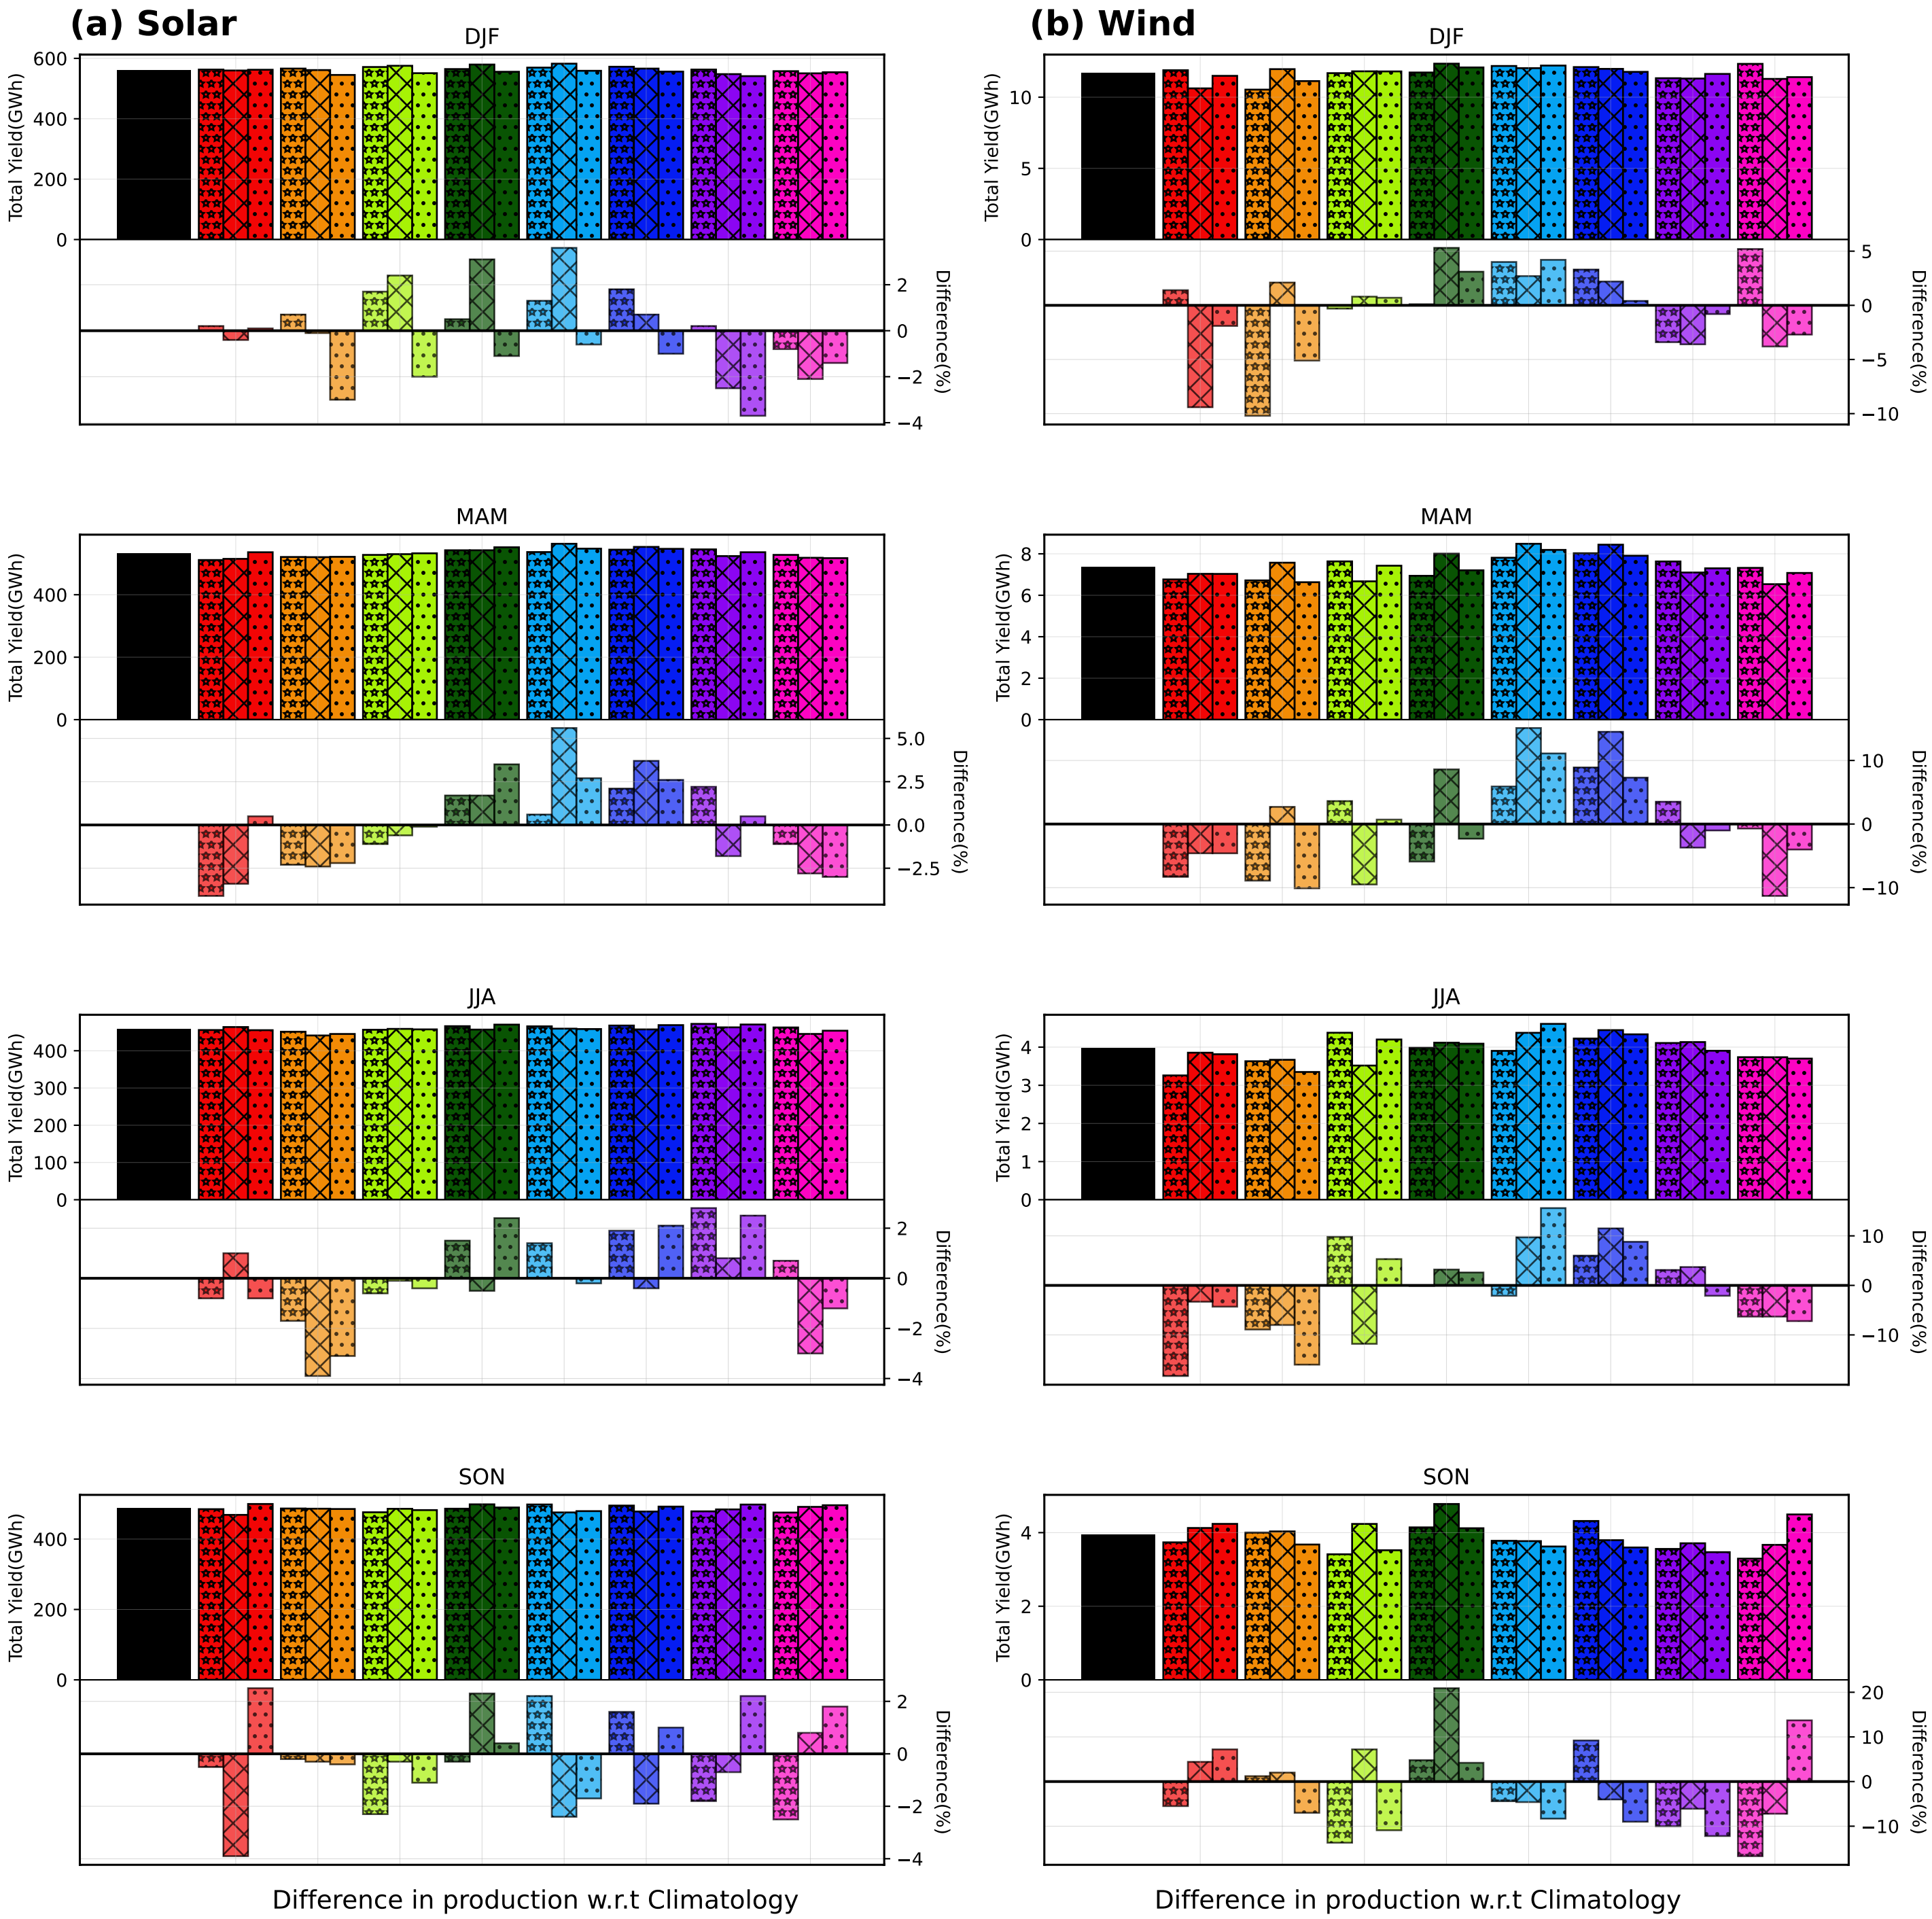 (a) Solar
DJF
Total Yield(GWh)
600
400
200
0
Difference(%)
2
0
−2
−4
MAM
Total Yield(GWh)
400
200
0
Difference(%)
5.0
2.5
0.0
−2.5
JJA
Total Yield(GWh)
400
300
200
100
0
Difference(%)
2
0
−2
−4
SON
Total Yield(GWh)
400
200
0
Difference(%)
2
0
−2
−4
Difference in production w.r.t Climatology
(b) Wind
DJF
Total Yield(GWh)
10
5
0
Difference(%)
5
0
−5
−10
MAM
Total Yield(GWh)
8
6
4
2
0
Difference(%)
10
0
−10
JJA
Total Yield(GWh)
4
3
2
1
0
Difference(%)
10
0
−10
SON
Total Yield(GWh)
4
2
0
Difference(%)
20
10
0
−10
Difference in production w.r.t Climatology